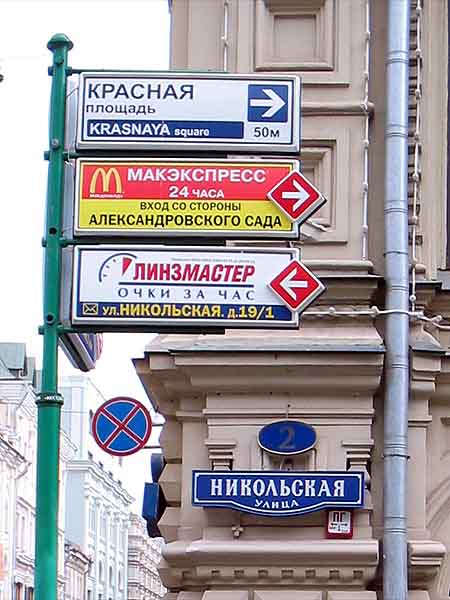 КРАСНАЯ
площадь
KRASNAYA square
50м
МАКЭКСПРЕСС
24 ЧАСА
ВХОД СО СТОРОНЫ
АЛЕКСАНДРОВСКОГО САДА
ЛИНЗМАСТЕР
ОЧКИ ЗА ЧАС
УЛ.НИКОЛЬСКАЯ. д.19/1
2
НИКОЛЬСКАЯ
УЛИЦА
ПГ